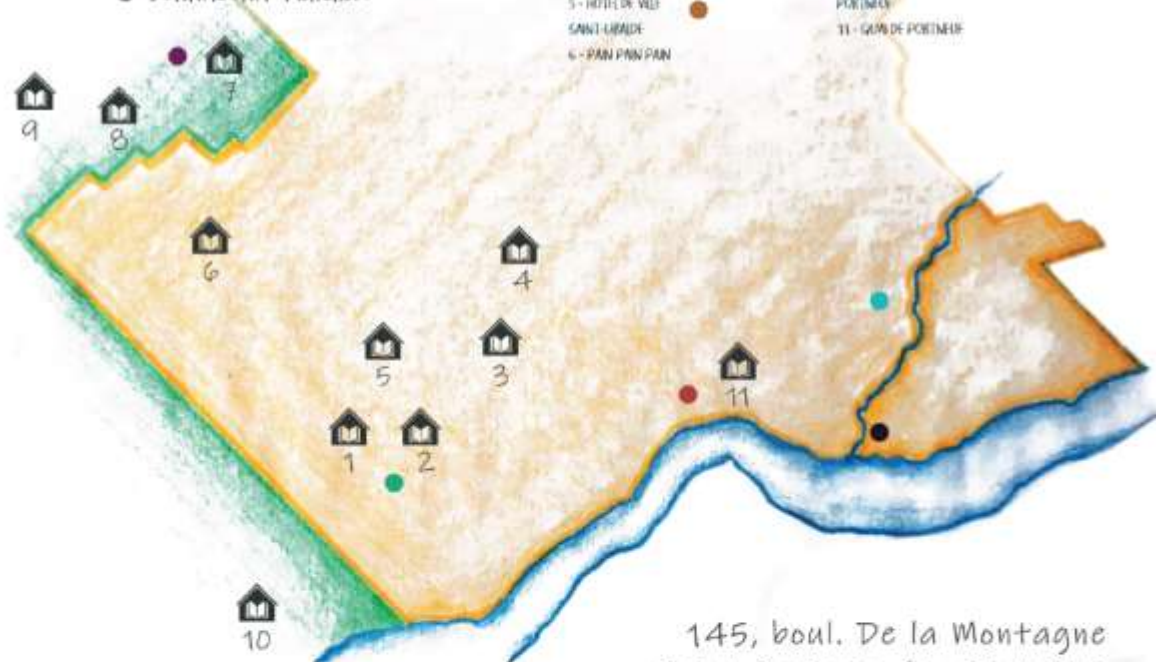 5 - HÔTEL DE VILLE
SAINT-UBALDE
6 - PAIN PAIN PAIN
PORTNEUF
11 - QUAI DE PORTNEUF
7
9
8
6
4
5
3
11
1
2
10
145, boul. De la Montagne